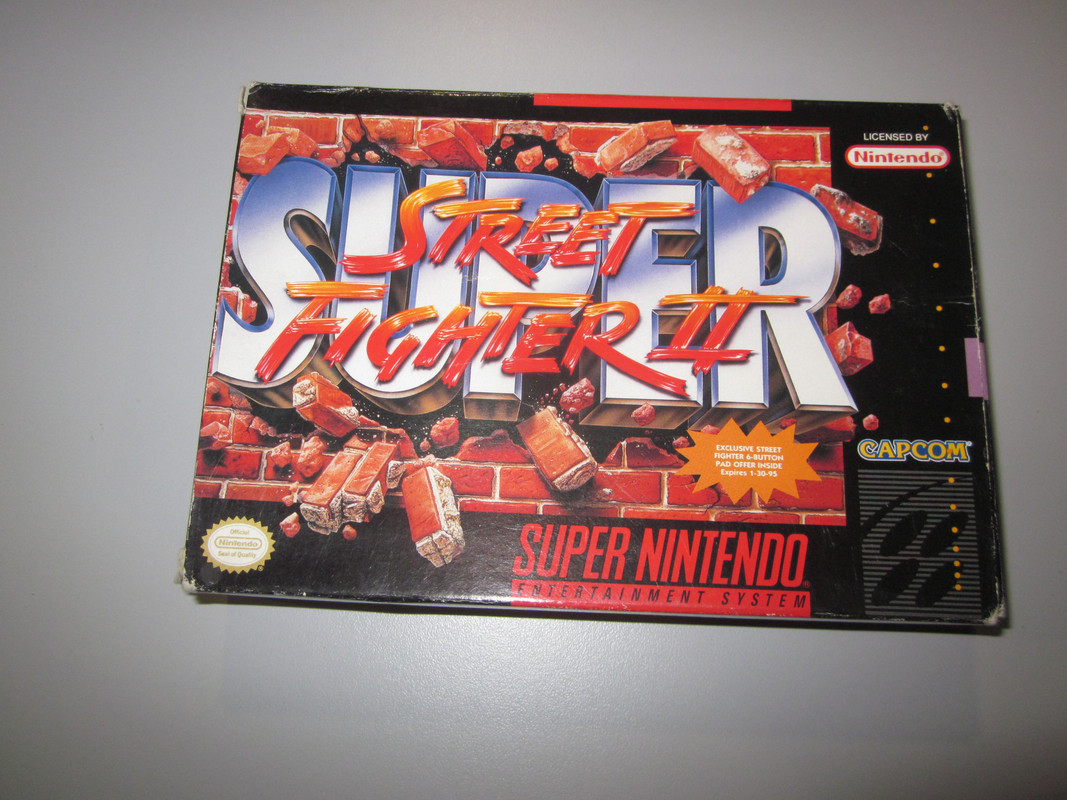 LICENSED BY
Nintendo®
SUPER
STREET
FIGHTER II
EXCLUSIVE STREET
FIGHTER 6-BUTTON
PAD OFFER INSIDE
Expires 1-30-95
CAPCOM®
Official
Nintendo
Seal of Quality
SUPER NINTENDO
ENTERTAINMENT SYSTEM